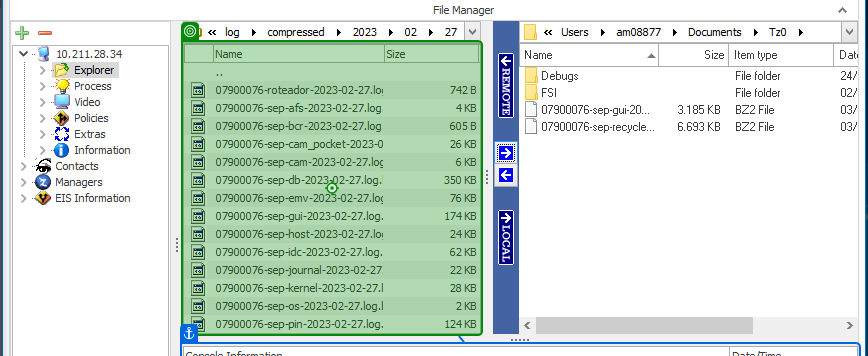 File Manager
« log ▸ compressed ▸ 2023 ▸ 02 ▸ 27
« Users ▸ am08877 ▸ Documents ▸ Tz0 ▸
10.211.28.34
Explorer
Process
Video
Policies
Extras
Information
Contacts
Managers
EIS Information
Name Size
..
07900076-roteador-2023-02-27.log 742 B
07900076-sep-afs-2023-02-27.log 4 KB
07900076-sep-bcr-2023-02-27.log 605 B
07900076-sep-cam_pocket-2023-0 26 KB
07900076-sep-cam-2023-02-27.log 6 KB
07900076-sep-db-2023-02-27.log. 350 KB
07900076-sep-emv-2023-02-27.log 76 KB
07900076-sep-gui-2023-02-27.log. 174 KB
07900076-sep-host-2023-02-27.log 24 KB
07900076-sep-idc-2023-02-27.log. 62 KB
07900076-sep-journal-2023-02-27. 22 KB
07900076-sep-kernel-2023-02-27.l 28 KB
07900076-sep-os-2023-02-27.log.l 2 KB
07900076-sep-pin-2023-02-27.log. 124 KB
REMOTE
LOCAL
Name Size Item type Date
Debugs File folder 24/
FSI File folder 02/
07900076-sep-gui-20... 3.185 KB BZ2 File 03/
07900076-sep-recycle... 6.693 KB BZ2 File 03/
Console Information Date/Time